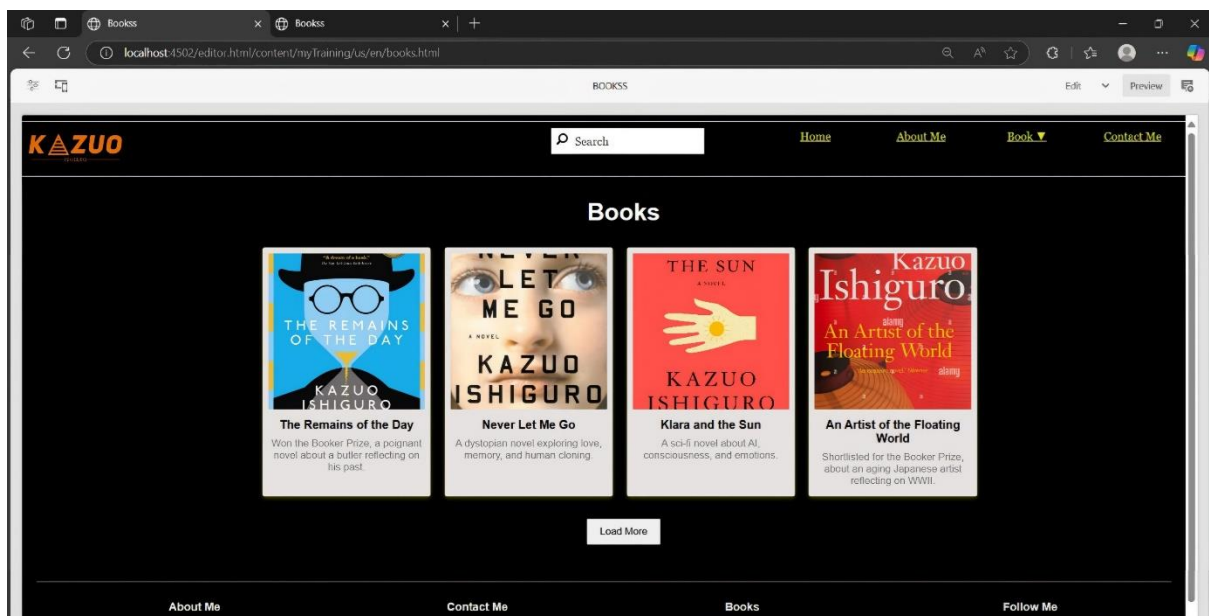 Bookss
Bookss
localhost:4502/editor.html/content/myTraining/us/en/books.html
BOOKSS
Edit
Preview
KAZUO
Search
Home
About Me
Book ▼
Contact Me
Books
THE REMAINS
OF THE DAY
KAZUO
ISHIGURO
The Remains of the Day
Won the Booker Prize, a poignant
novel about a butler reflecting on
his past.
NEVER
LET
ME GO
A NOVEL
KAZUO
ISHIGURO
Never Let Me Go
A dystopian novel exploring love,
memory, and human cloning.
THE SUN
A NOVEL
KAZUO
ISHIGURO
Klara and the Sun
A sci-fi novel about AI,
consciousness, and emotions.
Kazuo
Ishiguro
An Artist of the
Floating World
alamy
alamy
An Artist of the Floating
World
Shortlisted for the Booker Prize,
about an aging Japanese artist
reflecting on WWII.
Load More
About Me
Contact Me
Books
Follow Me